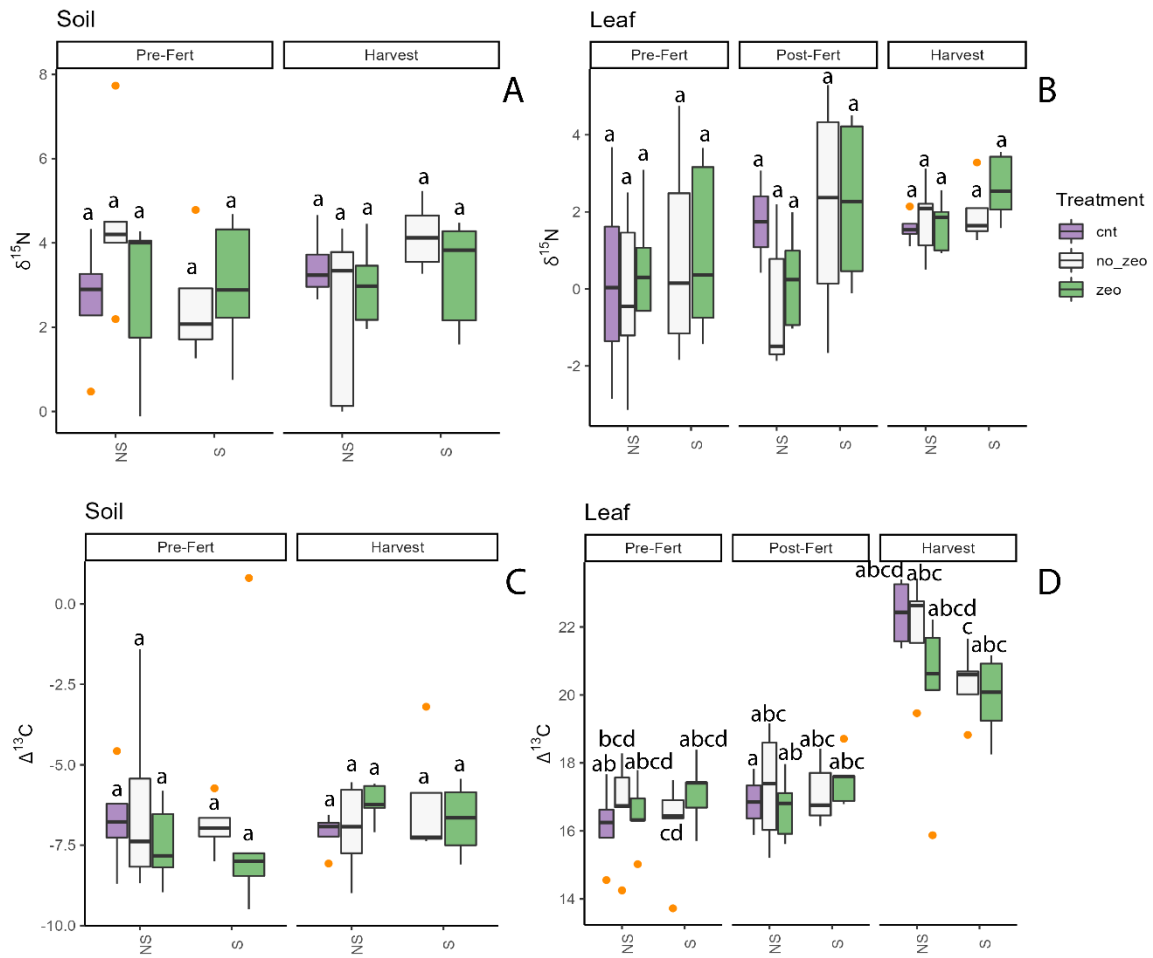 Soil
Pre-Fert Harvest
A
8
6
4
2
0
δ15N
a a a a a a a a a a
NS S NS S
Leaf
Pre-Fert Post-Fert Harvest
B
4
2
0
-2
δ15N
a a a a a a a a a a a a a a a
NS S NS S NS S
Treatment
cnt
no_zeo
zeo
Soil
Pre-Fert Harvest
C
0.0
-2.5
-5.0
-7.5
-10.0
Δ13C
a a a a a a a a a a
NS S NS S
Leaf
Pre-Fert Post-Fert Harvest
D
22
20
18
16
14
Δ13C
ab bcd abcd cd abcd a abc ab abc abc abcd abc abcd c abc
NS S NS S NS S